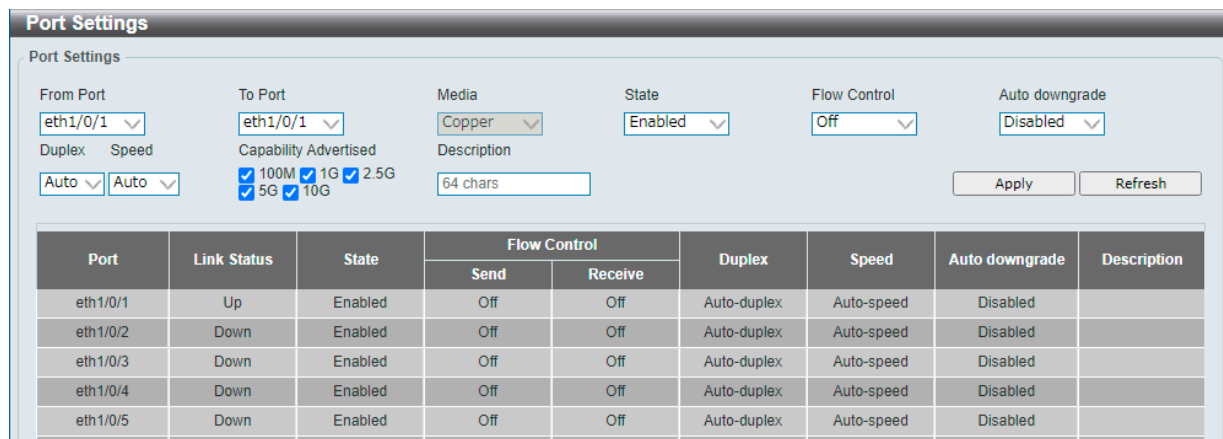 Port Settings
Port Settings
From Port To Port Media State Flow Control Auto downgrade
eth1/0/1 eth1/0/1 Copper Enabled Off Disabled
Duplex Speed Capability Advertised Description
Auto Auto 100M 1G 2.5G 64 chars Apply Refresh
5G 10G
Port Link Status State Flow Control Duplex Speed Auto downgrade Description
Send Receive
eth1/0/1 Up Enabled Off Off Auto-duplex Auto-speed Disabled
eth1/0/2 Down Enabled Off Off Auto-duplex Auto-speed Disabled
eth1/0/3 Down Enabled Off Off Auto-duplex Auto-speed Disabled
eth1/0/4 Down Enabled Off Off Auto-duplex Auto-speed Disabled
eth1/0/5 Down Enabled Off Off Auto-duplex Auto-speed Disabled